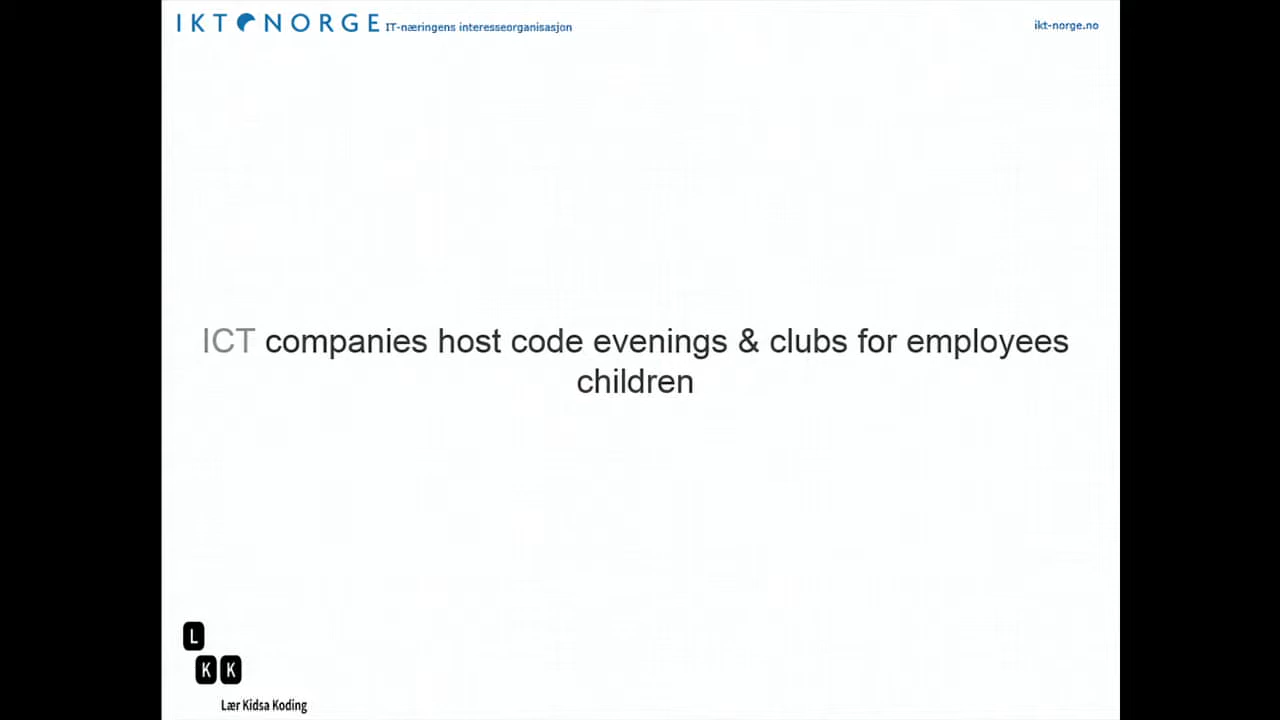 IKT NORGE IT-næringens interesseorganisasjon
ikt-norge.no
ICT companies host code evenings & clubs for employees
children
L
K K
Lær Kidsa Koding